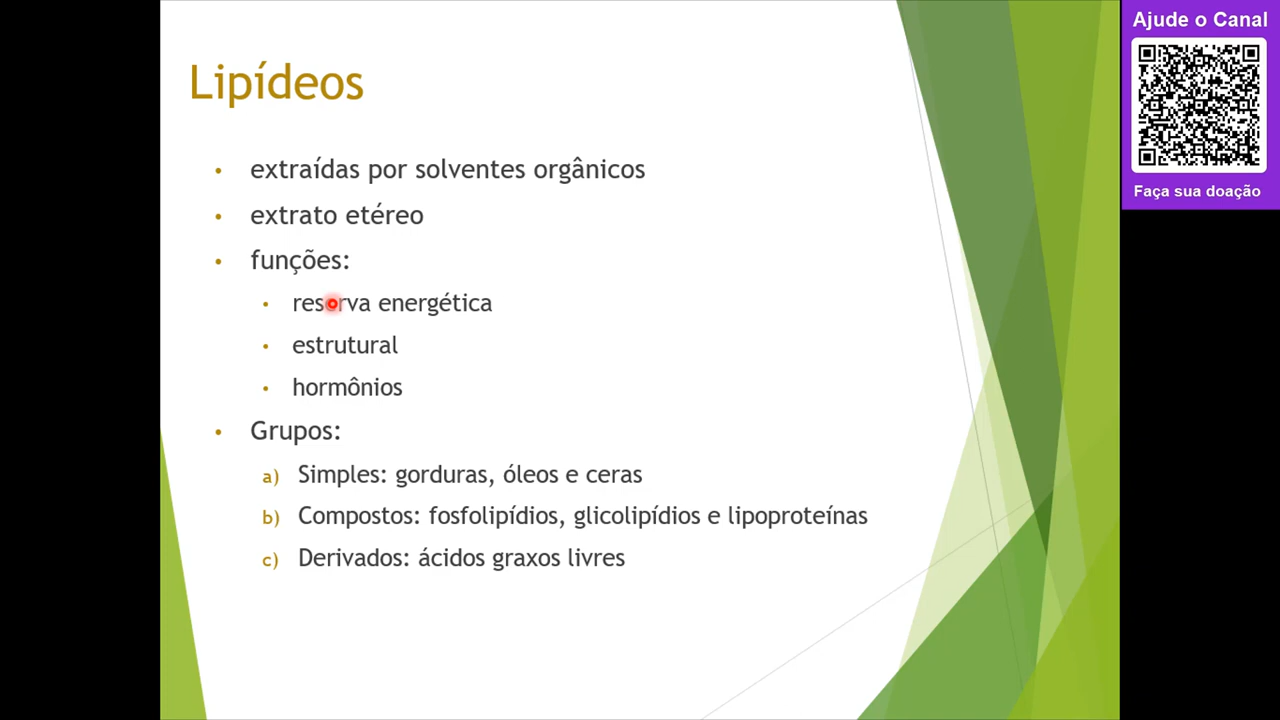 Lipídeos
• extraídas por solventes orgânicos
• extrato etéreo
• funções:
• reserva energética
• estrutural
• hormônios
• Grupos:
a) Simples: gorduras, óleos e ceras
b) Compostos: fosfolipídios, glicolipídios e lipoproteínas
c) Derivados: ácidos graxos livres
Ajude o Canal
Faça sua doação